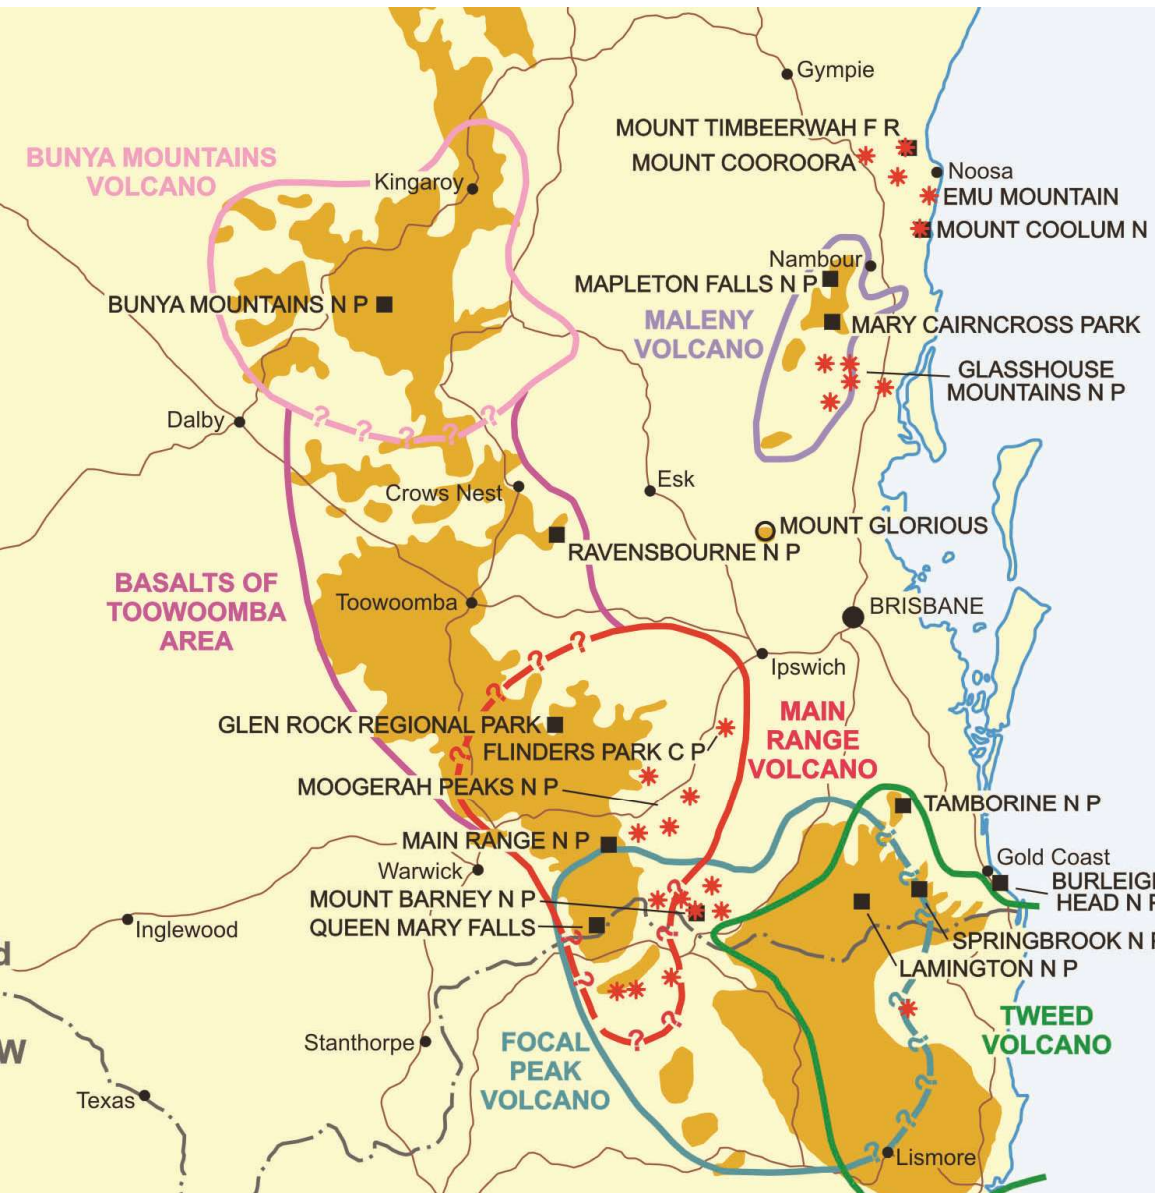 Gympie
MOUNT TIMBEERWAH F R
MOUNT COOROORA
Noosa
EMU MOUNTAIN
MOUNT COOLUM N
BUNYA MOUNTAINS
VOLCANO
Kingaroy
Nambour
MAPLETON FALLS N P
BUNYA MOUNTAINS N P
MALENY
VOLCANO
MARY CAIRNCROSS PARK
GLASSHOUSE
MOUNTAINS N P
Dalby
? ? ? ? ?
Crows Nest
Esk
MOUNT GLORIOUS
RAVENSBOURNE N P
BASALTS OF
TOOWOOMBA
AREA
Toowoomba
BRISBANE
Ipswich
? ? ? ?
GLEN ROCK REGIONAL PARK
FLINDERS PARK C P
MAIN
RANGE
VOLCANO
MOOGERAH PEAKS N P
TAMBORINE N P
MAIN RANGE N P
Warwick
Gold Coast
BURLEIGH
HEAD N P
MOUNT BARNEY N P
QUEEN MARY FALLS
Inglewood
SPRINGBROOK N P
LAMINGTON N P
d
W
? ? ? ? ? ?
Stanthorpe
FOCAL
PEAK
VOLCANO
TWEED
VOLCANO
Texas
? ? ? ? ? ? ?
Lismore